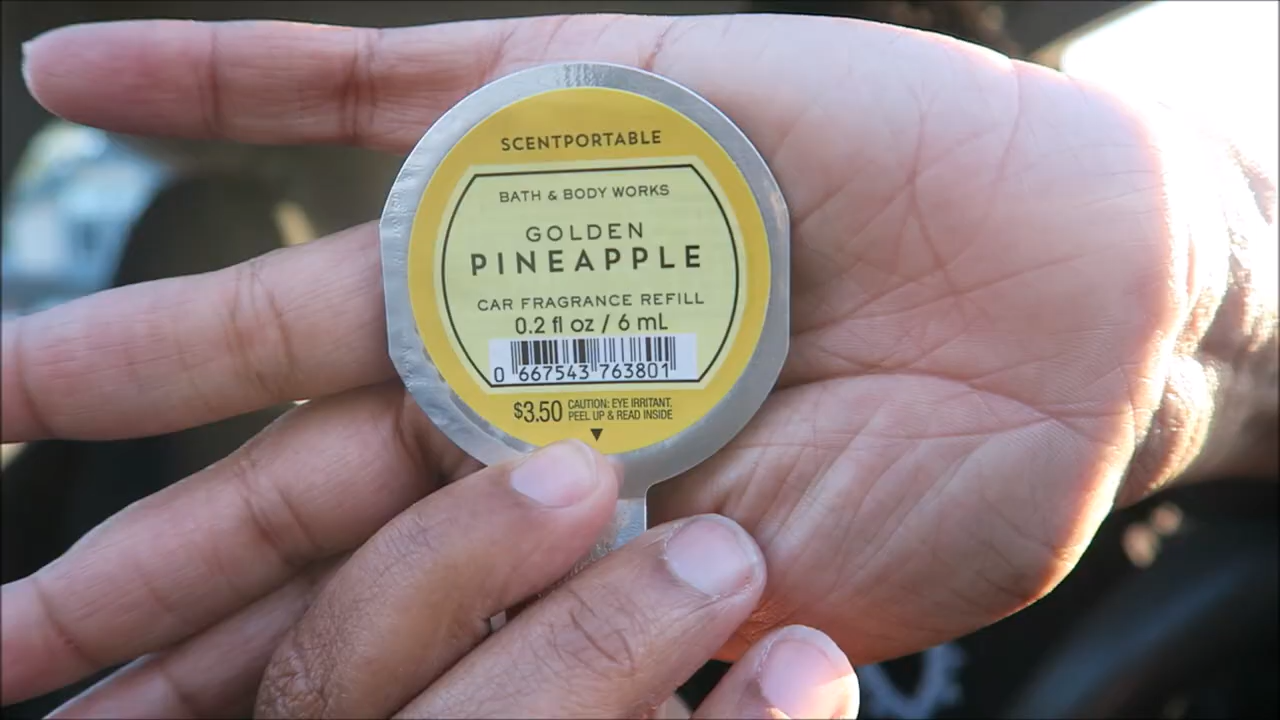 SCENTPORTABLE
BATH & BODY WORKS
GOLDEN
PINEAPPLE
CAR FRAGRANCE REFILL
0.2 fl oz / 6 mL
0 667543 763801
$3.50 CAUTION: EYE IRRITANT.
PEEL UP & READ INSIDE